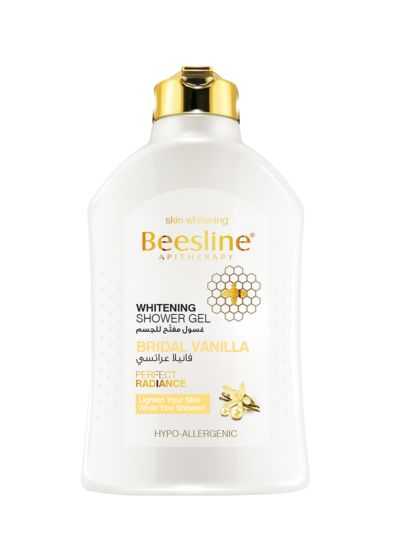 skin whitening
Beesline®
APITHERAPY
WHITENING
SHOWER GEL
غسول مفتّح للجسم
BRIDAL VANILLA
فانيلا عرائسي
PERFECT
RADIANCE
Lighten Your Skin
While You Shower!
HYPO-ALLERGENIC